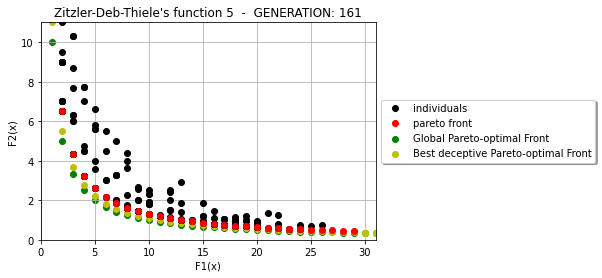 Zitzler-Deb-Thiele's function 5 - GENERATION: 161
10
8
6
4
2
0
F2(x)
0 5 10 15 20 25 30
F1(x)
individuals
pareto front
Global Pareto-optimal Front
Best deceptive Pareto-optimal Front